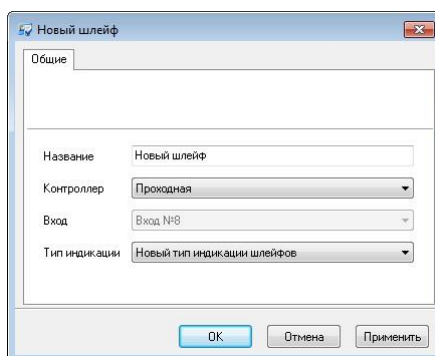 Новый шлейф
Общие
Название Новый шлейф
Контроллер Проходная
Вход Вход №8
Тип индикации Новый тип индикации шлейфов
OK Отмена Применить